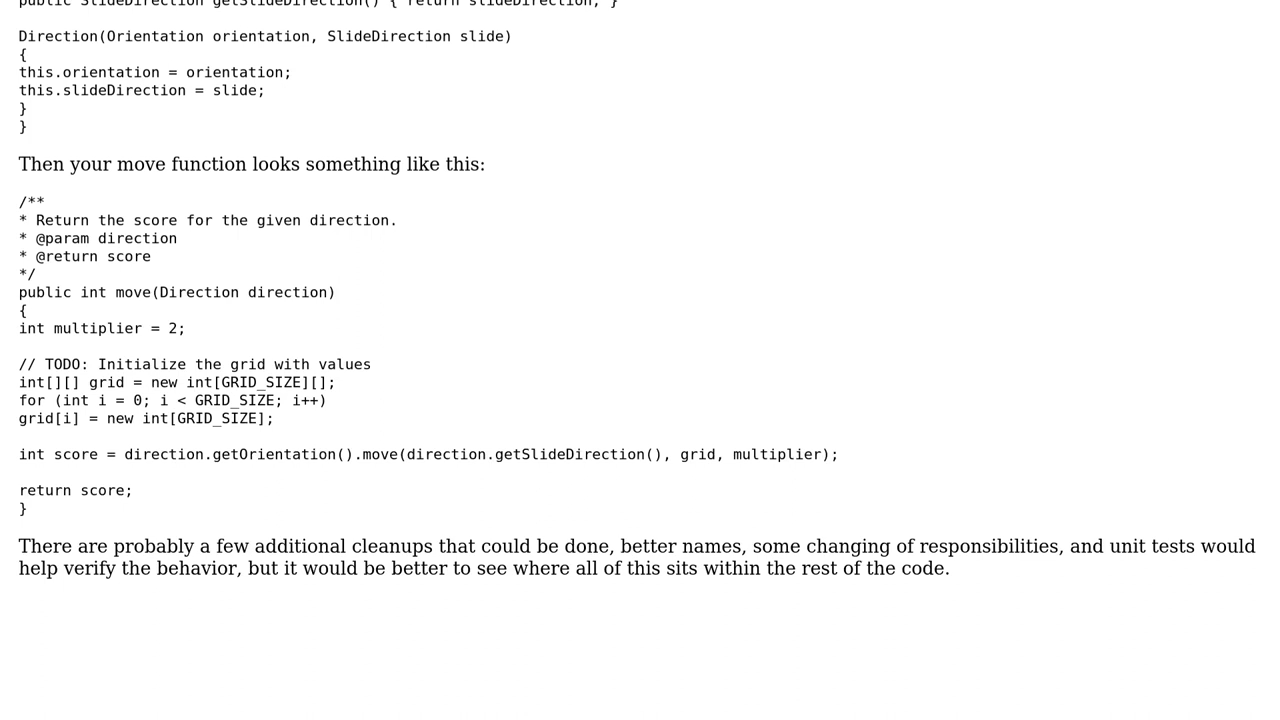 public SlideDirection getSlideDirection() { return slideDirection; }
Direction(Orientation orientation, SlideDirection slide)
{
this.orientation = orientation;
this.slideDirection = slide;
}
}
Then your move function looks something like this:
/**
* Return the score for the given direction.
* @param direction
* @return score
*/
public int move(Direction direction)
{
int multiplier = 2;
// TODO: Initialize the grid with values
int[][] grid = new int[GRID_SIZE][];
for (int i = 0; i < GRID_SIZE; i++)
grid[i] = new int[GRID_SIZE];
int score = direction.getOrientation().move(direction.getSlideDirection(), grid, multiplier);
return score;
}
There are probably a few additional cleanups that could be done, better names, some changing of responsibilities, and unit tests would
help verify the behavior, but it would be better to see where all of this sits within the rest of the code.